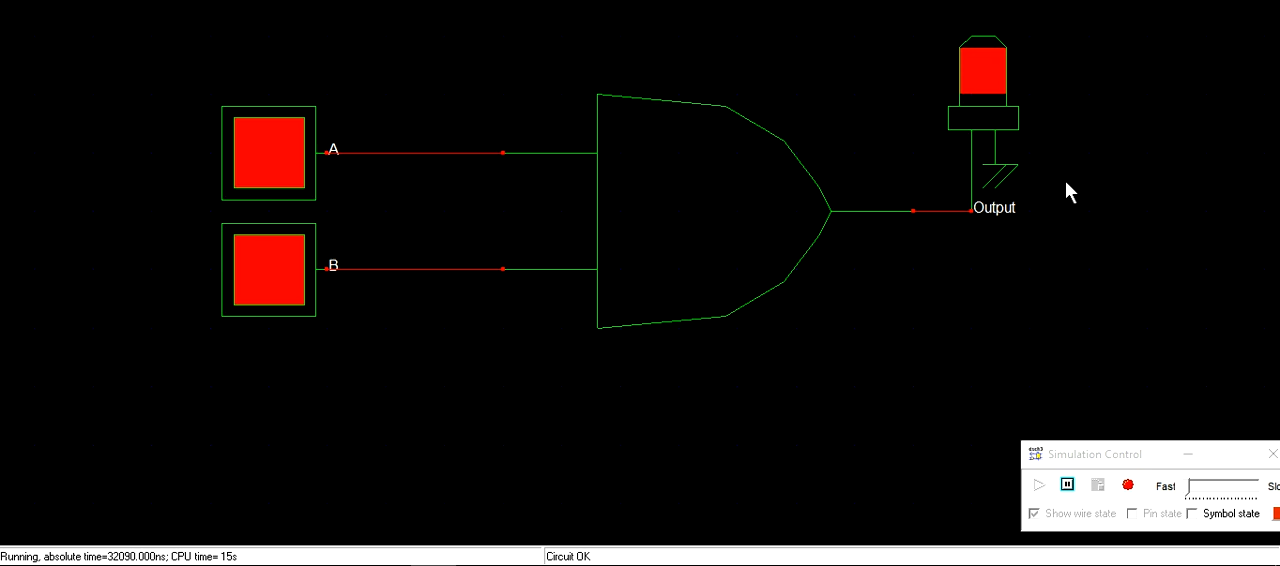 A
B
Output
Simulation Control
Fast
Show wire state
Pin state
Symbol state
Running, absolute time=32090.000ns; CPU time= 15s
Circuit OK